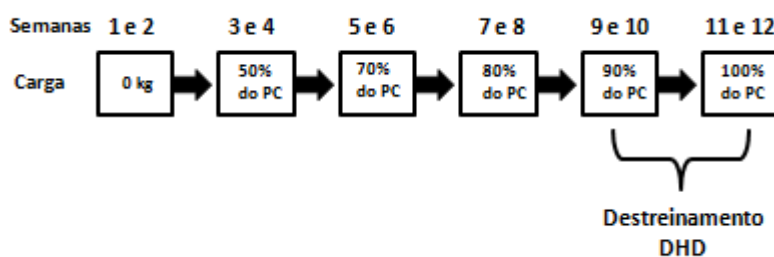 Semanas 1 e 2 3 e 4 5 e 6 7 e 8 9 e 10 11 e 12
Carga 0 kg 50% do PC 70% do PC 80% do PC 90% do PC 100% do PC
Destreinamento
DHD